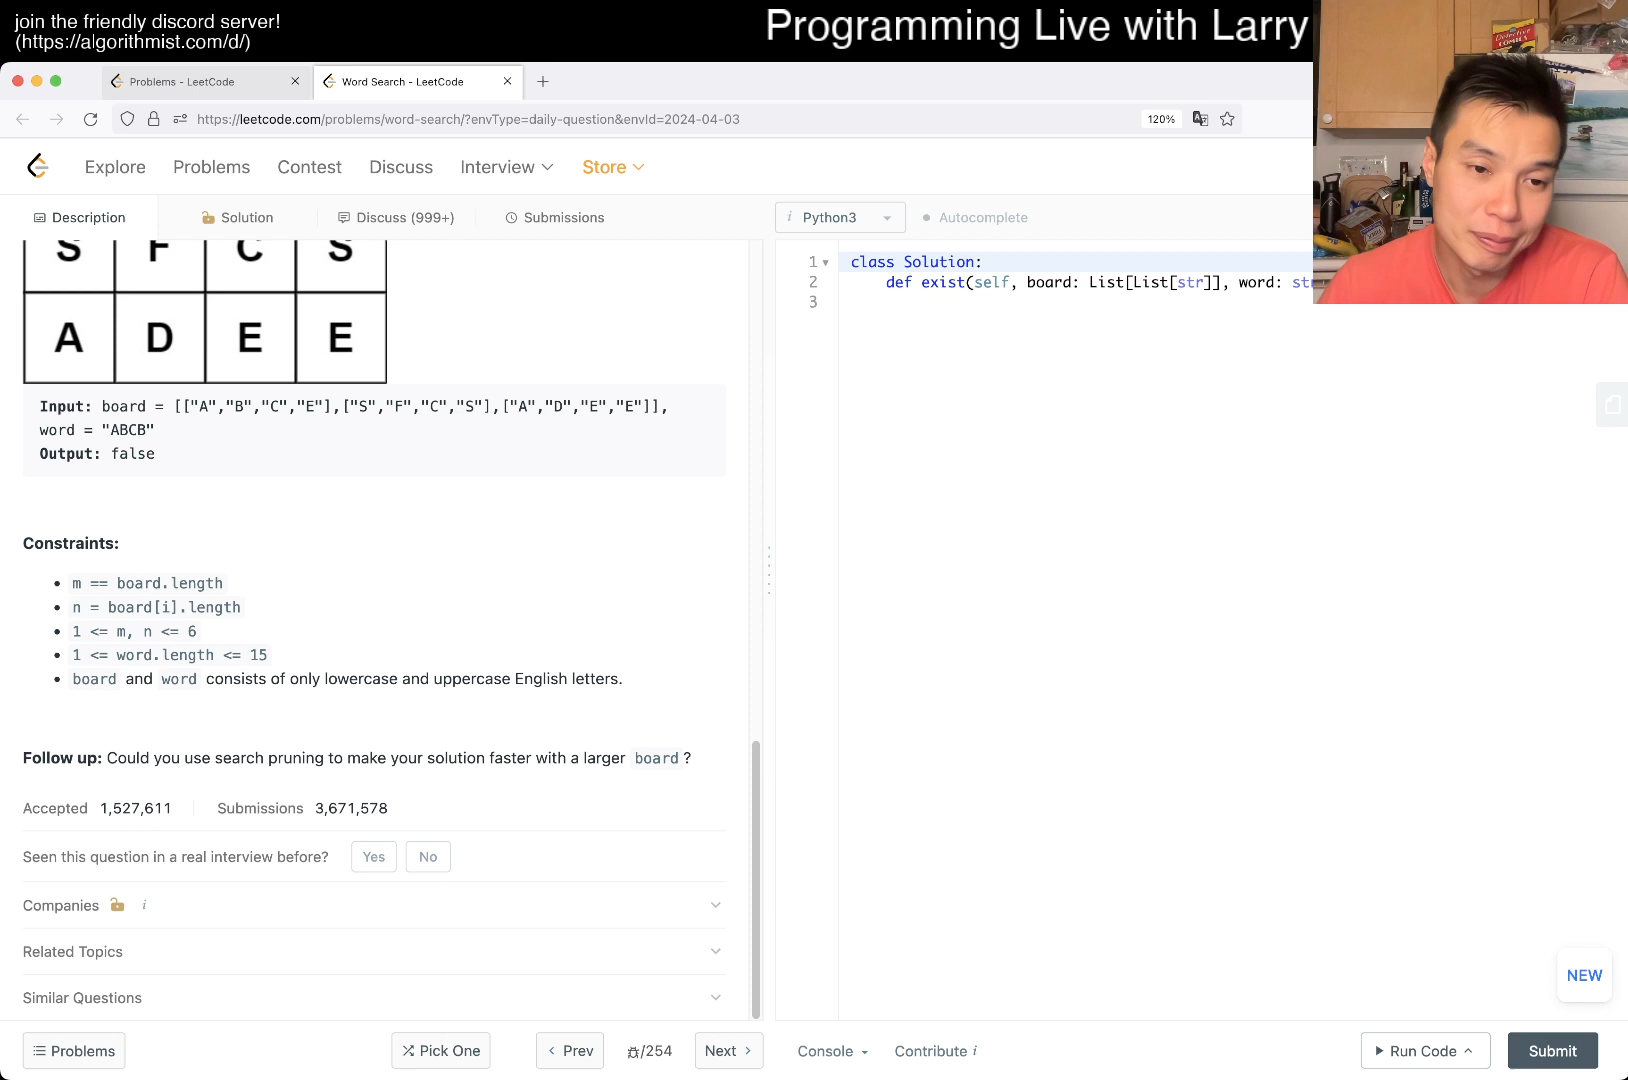 join the friendly discord server!
(https://algorithmist.com/d/)
Programming Live with Larry
Problems - LeetCode
Word Search - LeetCode
https://leetcode.com/problems/word-search/?envType=daily-question&envId=2024-04-03
120%
Explore
Problems
Contest
Discuss
Interview
Store
Description
Solution
Discuss (999+)
Submissions
i Python3
Autocomplete
S F C S
A D E E
Input: board = [["A","B","C","E"],["S","F","C","S"],["A","D","E","E"]],
word = "ABCB"
Output: false
Constraints:
• m == board.length
• n = board[i].length
• 1 <= m, n <= 6
• 1 <= word.length <= 15
• board and word consists of only lowercase and uppercase English letters.
Follow up: Could you use search pruning to make your solution faster with a larger board?
Accepted 1,527,611
Submissions 3,671,578
Seen this question in a real interview before?
Yes
No
Companies i
Related Topics
Similar Questions
1 class Solution:
2 def exist(self, board: List[List[str]], word: str
3
DETECTIVE COMICS
NEW
Problems
Pick One
Prev
/254
Next
Console
Contribute i
Run Code
Submit